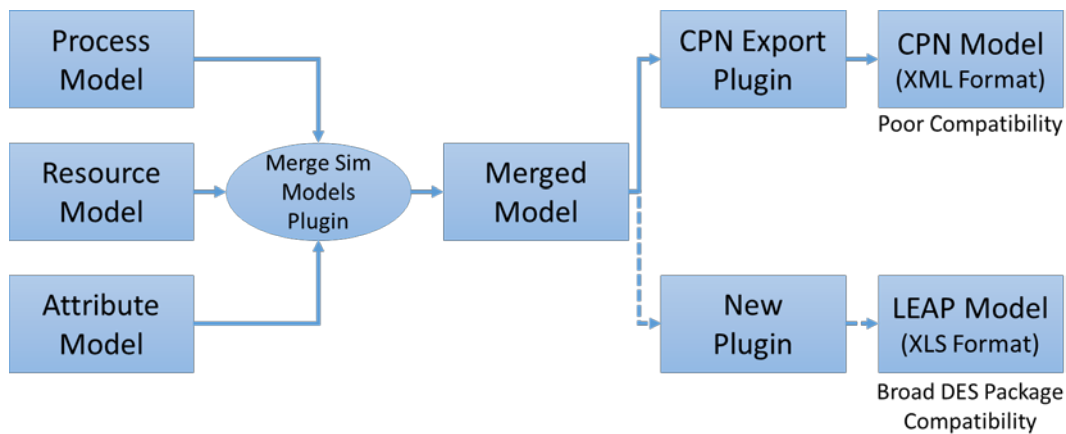 Process
Model
Resource
Model
Attribute
Model
Merge Sim
Models
Plugin
Merged
Model
CPN Export
Plugin
CPN Model
(XML Format)
Poor Compatibility
New
Plugin
LEAP Model
(XLS Format)
Broad DES Package
Compatibility